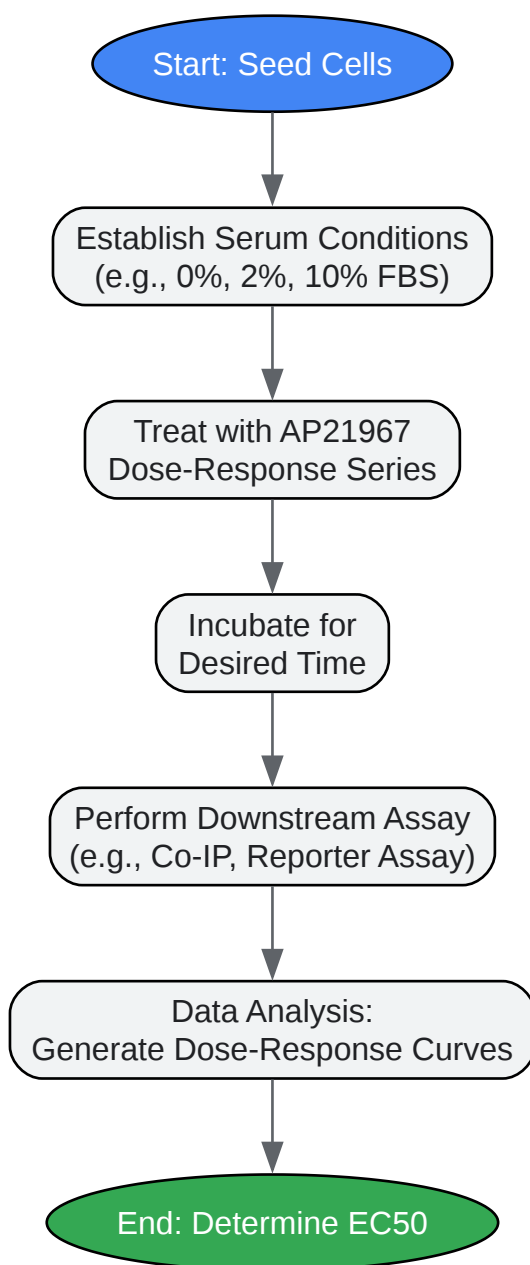 Start: Seed Cells
Establish Serum Conditions
(e.g., 0%, 2%, 10% FBS)
Treat with AP21967
Dose-Response Series
Incubate for
Desired Time
Perform Downstream Assay
(e.g., Co-IP, Reporter Assay)
Data Analysis:
Generate Dose-Response Curves
End: Determine EC50